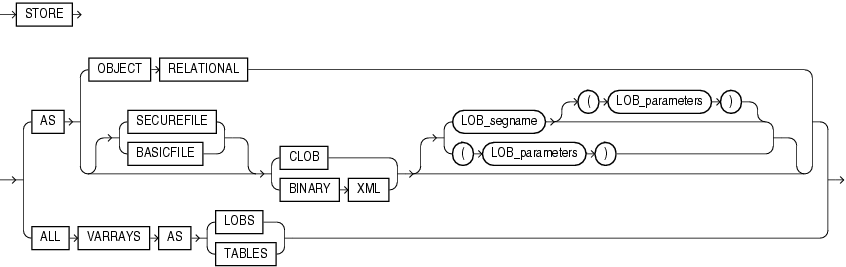 STORE
OBJECT RELATIONAL
( LOB_parameters )
AS SECUREFILE LOB_segname
BASICFILE CLOB ( LOB_parameters )
BINARY XML
LOBS
ALL VARRAYS AS
TABLES